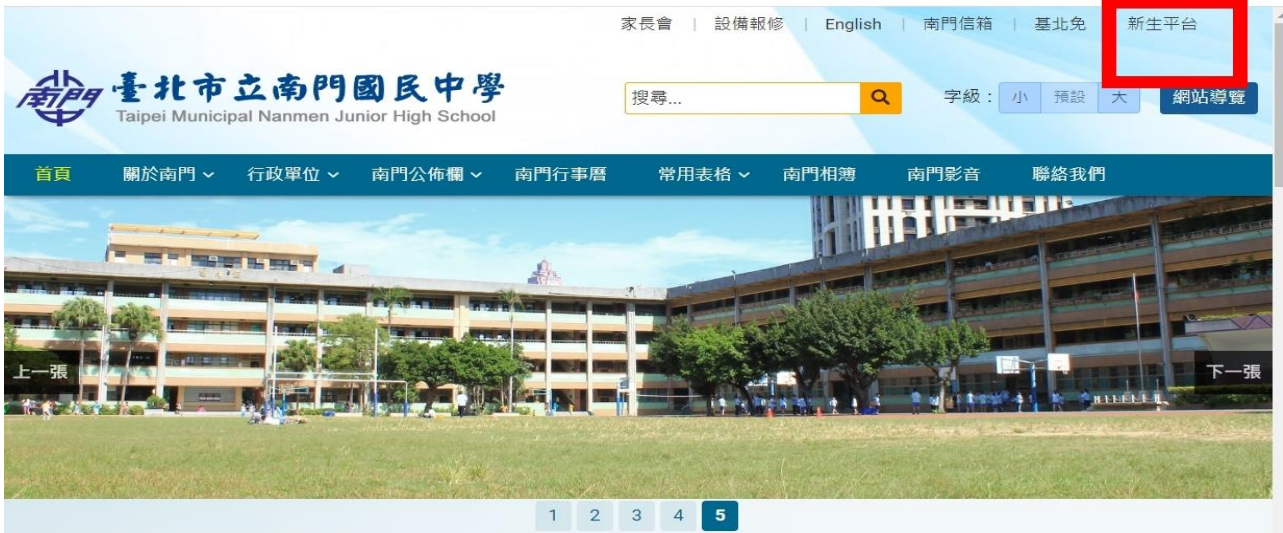 家長會 | 設備報修 | English | 南門信箱 | 基北免 新生平台
南門 臺北市立南門國民中學
Taipei Municipal Nanmen Junior High School
搜尋... 字級： 小 預設 大 網站導覽
首頁 關於南門 行政單位 南門公佈欄 南門行事曆 常用表格 南門相簿 南門影音 聯絡我們
上一張 下一張
1 2 3 4 5